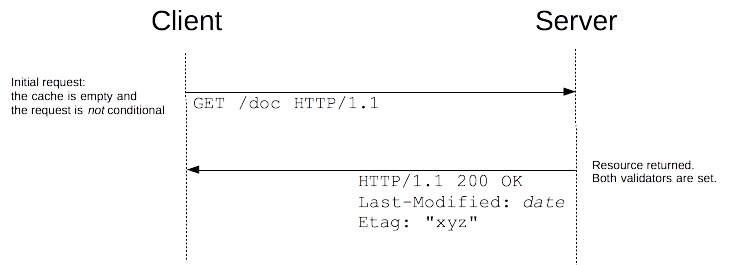 Client
Server
Initial request:
the cache is empty and
the request is not conditional
GET /doc HTTP/1.1
Resource returned.
Both validators are set.
HTTP/1.1 200 OK
Last-Modified: date
Etag: "xyz"